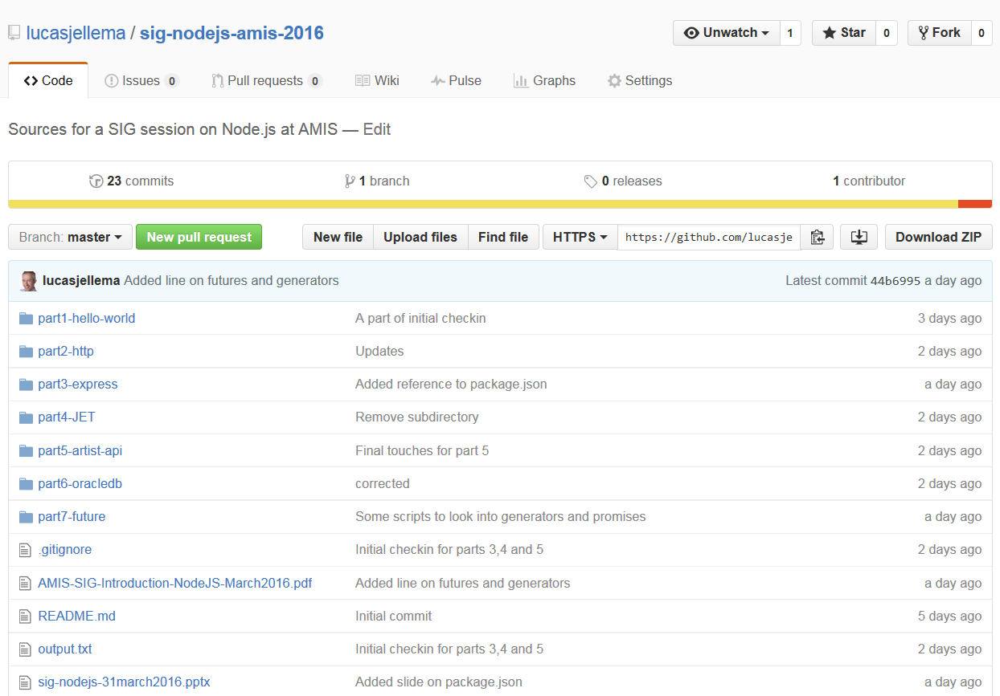 lucasjellema / sig-nodejs-amis-2016 Unwatch 1 Star 0 Fork 0
Code Issues 0 Pull requests 0 Wiki Pulse Graphs Settings
Sources for a SIG session on Node.js at AMIS — Edit
23 commits 1 branch 0 releases 1 contributor
Branch: master New pull request New file Upload files Find file HTTPS https://github.com/lucasje Download ZIP
lucasjellema Added line on futures and generators Latest commit 44b6995 a day ago
part1-hello-world A part of initial checkin 3 days ago
part2-http Updates 2 days ago
part3-express Added reference to package.json a day ago
part4-JET Remove subdirectory 2 days ago
part5-artist-api Final touches for part 5 2 days ago
part6-oracledb corrected 2 days ago
part7-future Some scripts to look into generators and promises a day ago
.gitignore Initial checkin for parts 3,4 and 5 2 days ago
AMIS-SIG-Introduction-NodeJS-March2016.pdf Added line on futures and generators a day ago
README.md Initial commit 5 days ago
output.txt Initial checkin for parts 3,4 and 5 2 days ago
sig-nodejs-31march2016.pptx Added slide on package.json a day ago